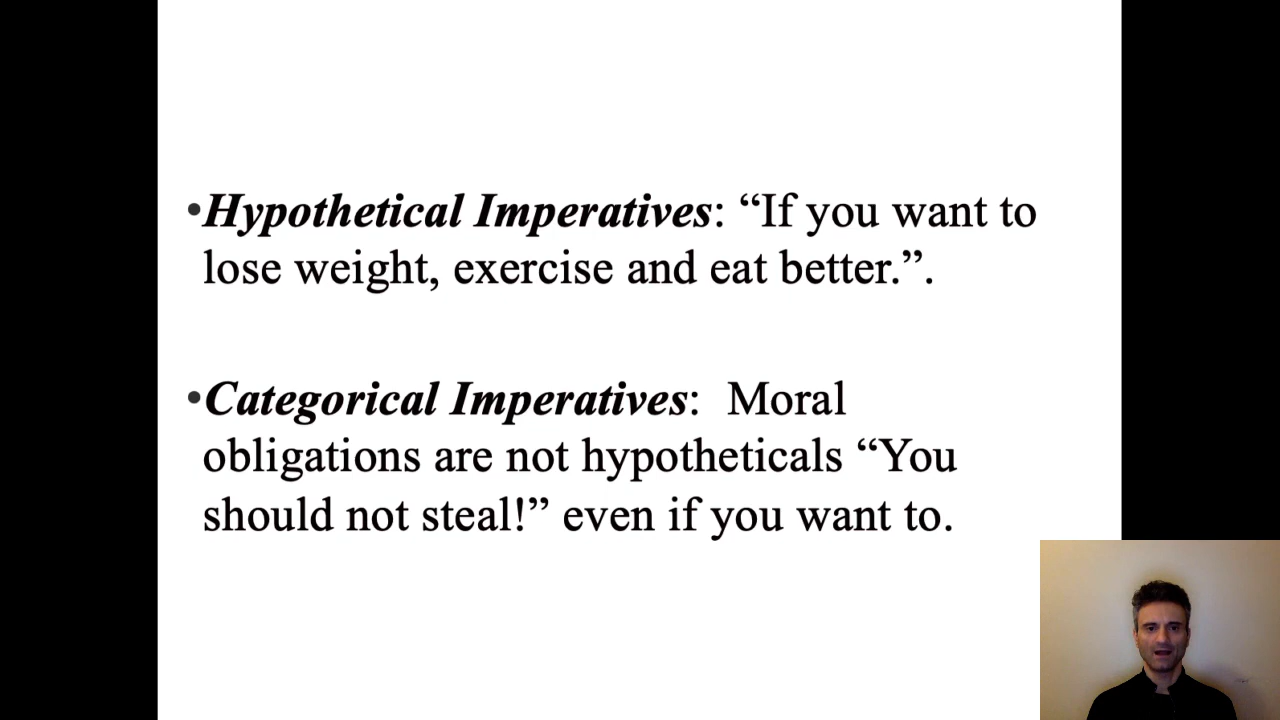 •Hypothetical Imperatives: “If you want to
lose weight, exercise and eat better.”.
•Categorical Imperatives:  Moral
obligations are not hypotheticals “You
should not steal!” even if you want to.